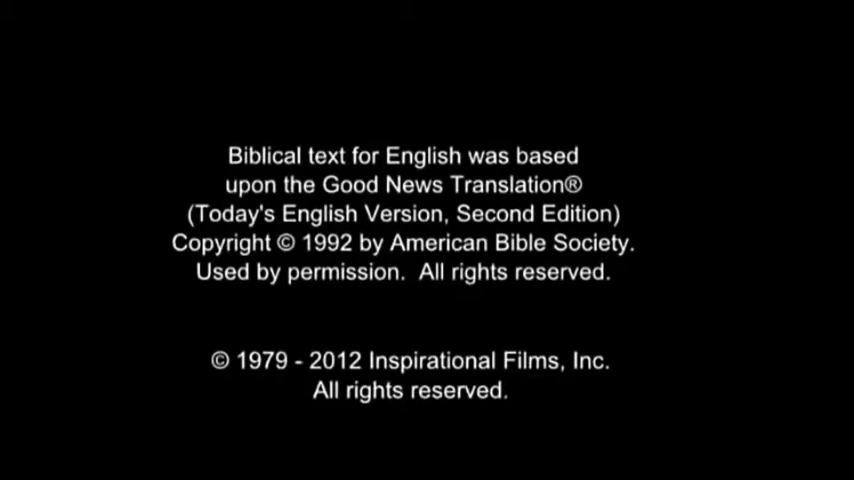 Biblical text for English was based
upon the Good News Translation®
(Today's English Version, Second Edition)
Copyright © 1992 by American Bible Society.
Used by permission.  All rights reserved.
© 1979 - 2012 Inspirational Films, Inc.
All rights reserved.